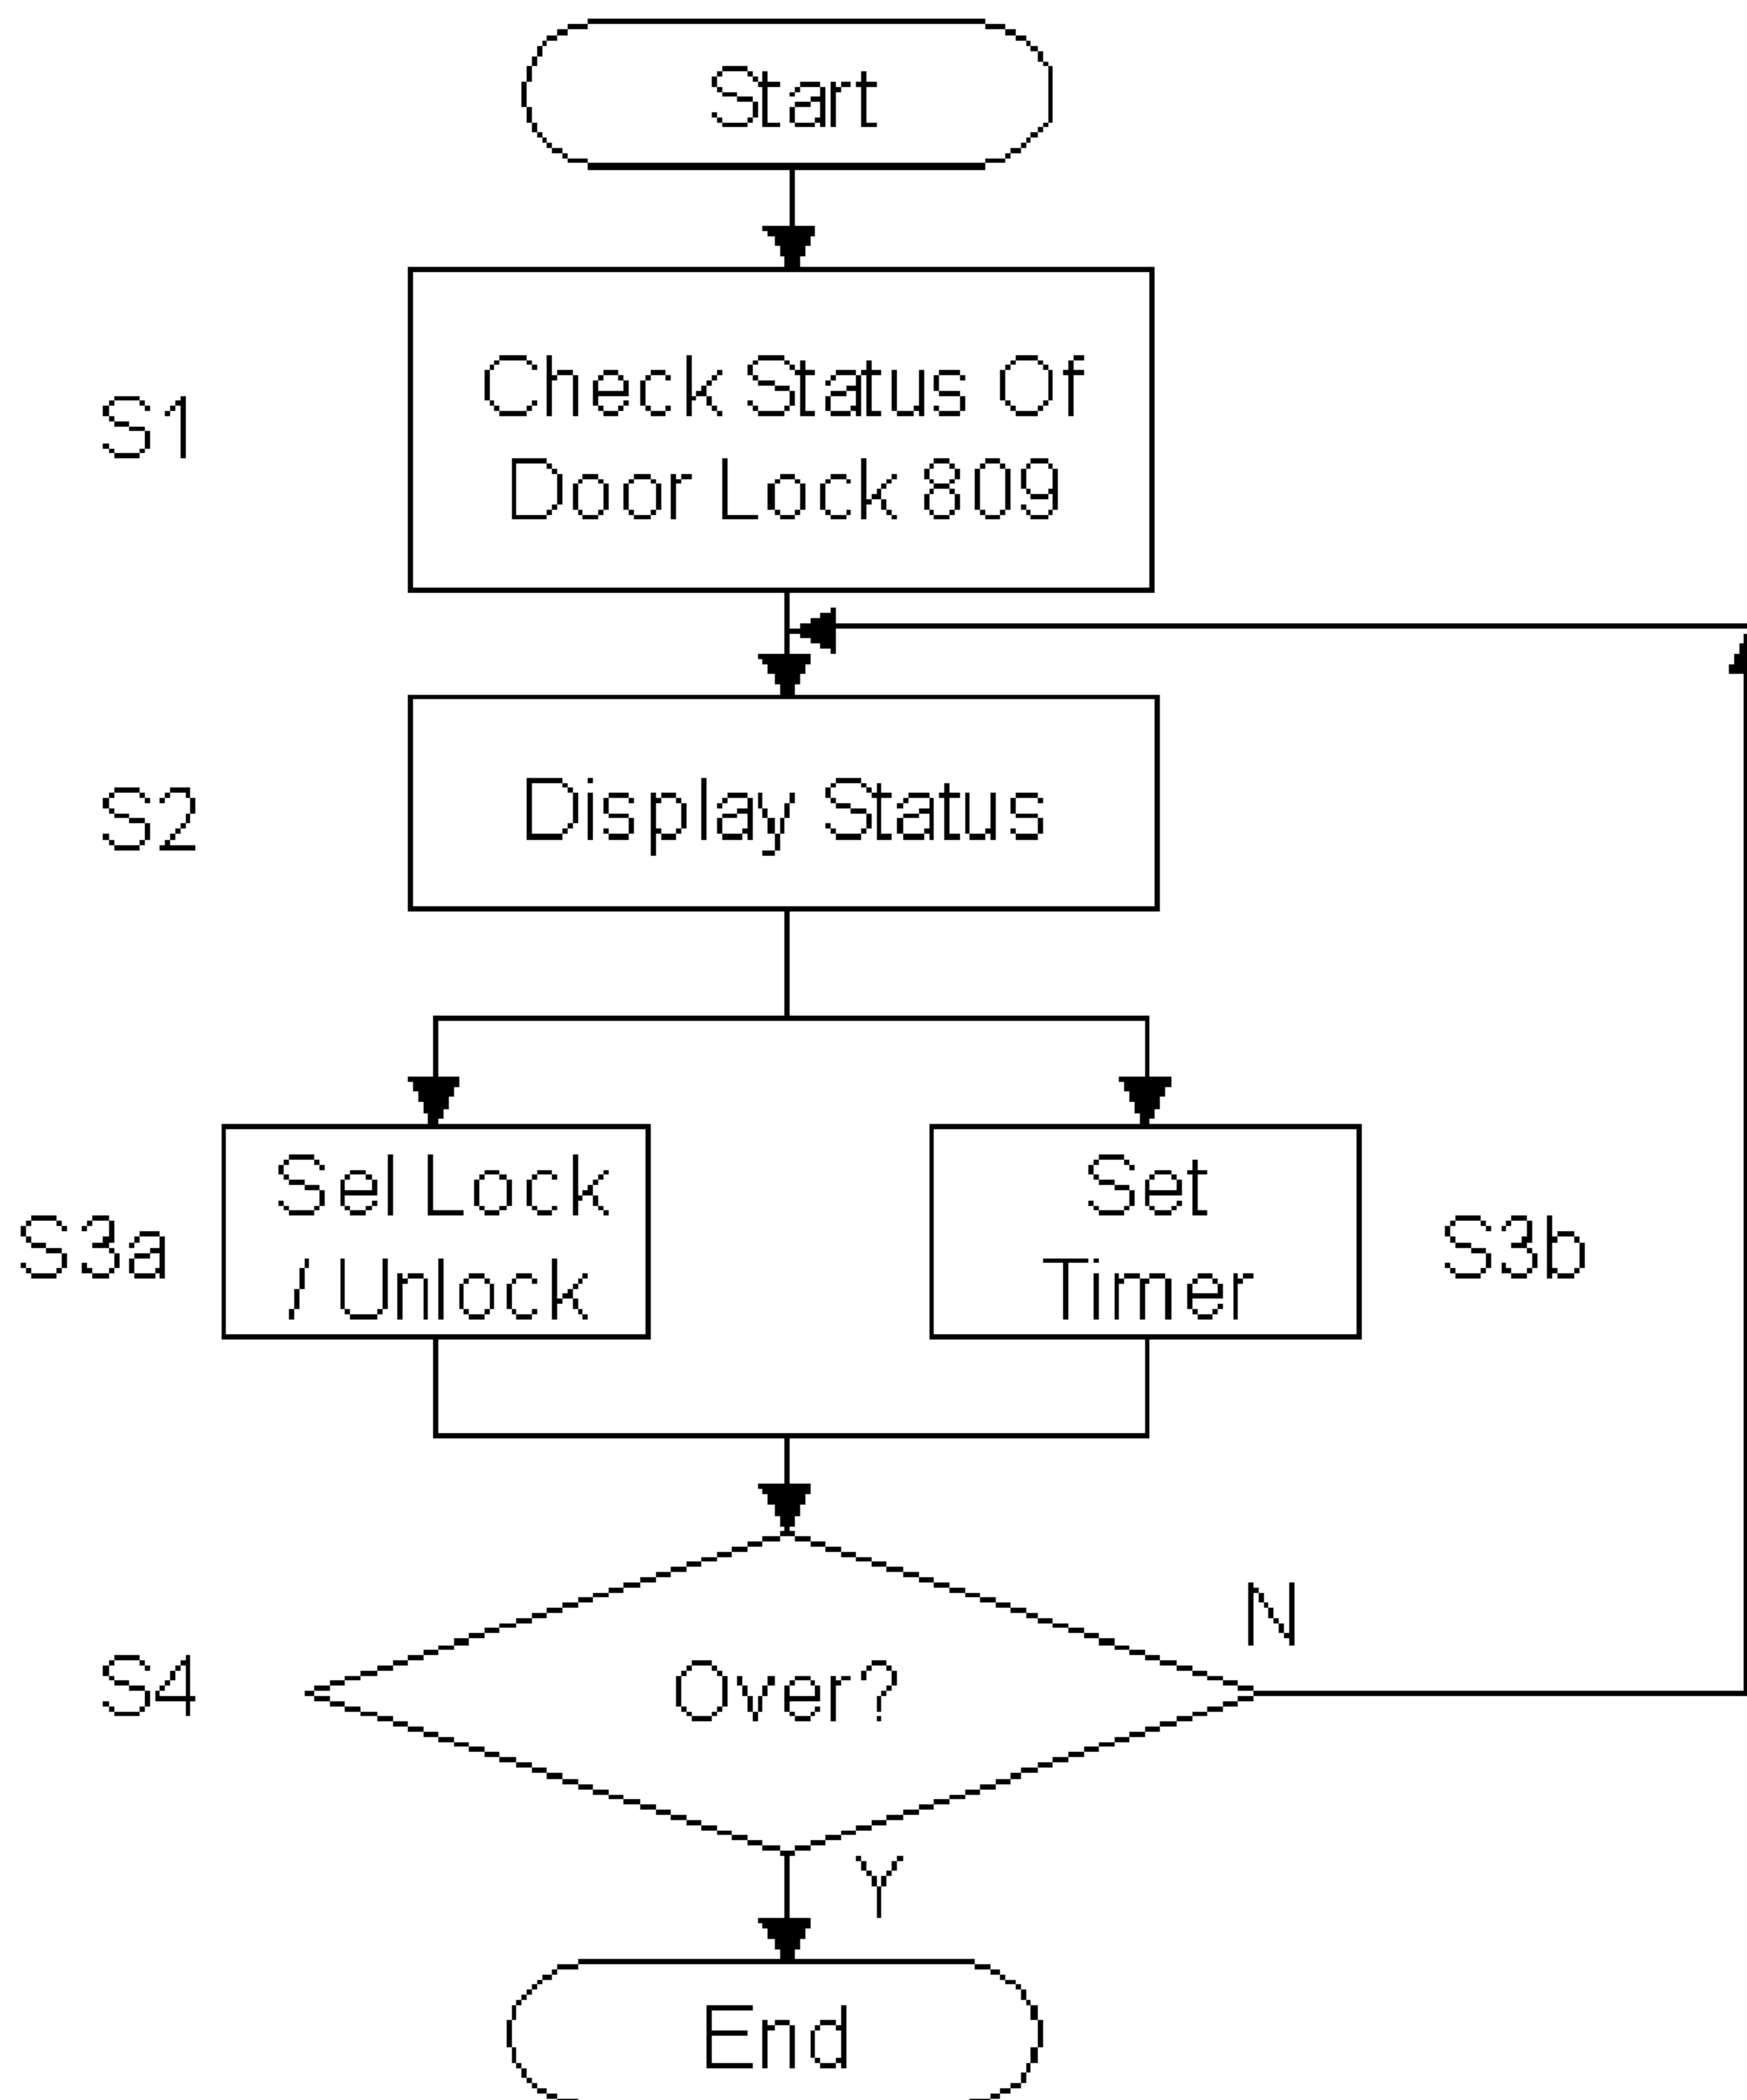 Start
S1
Check Status Of
Door Lock 809
S2
Display Status
S3a
Sel Lock
/ Unlock
Set
Timer
S3b
S4
Over?
N
Y
End